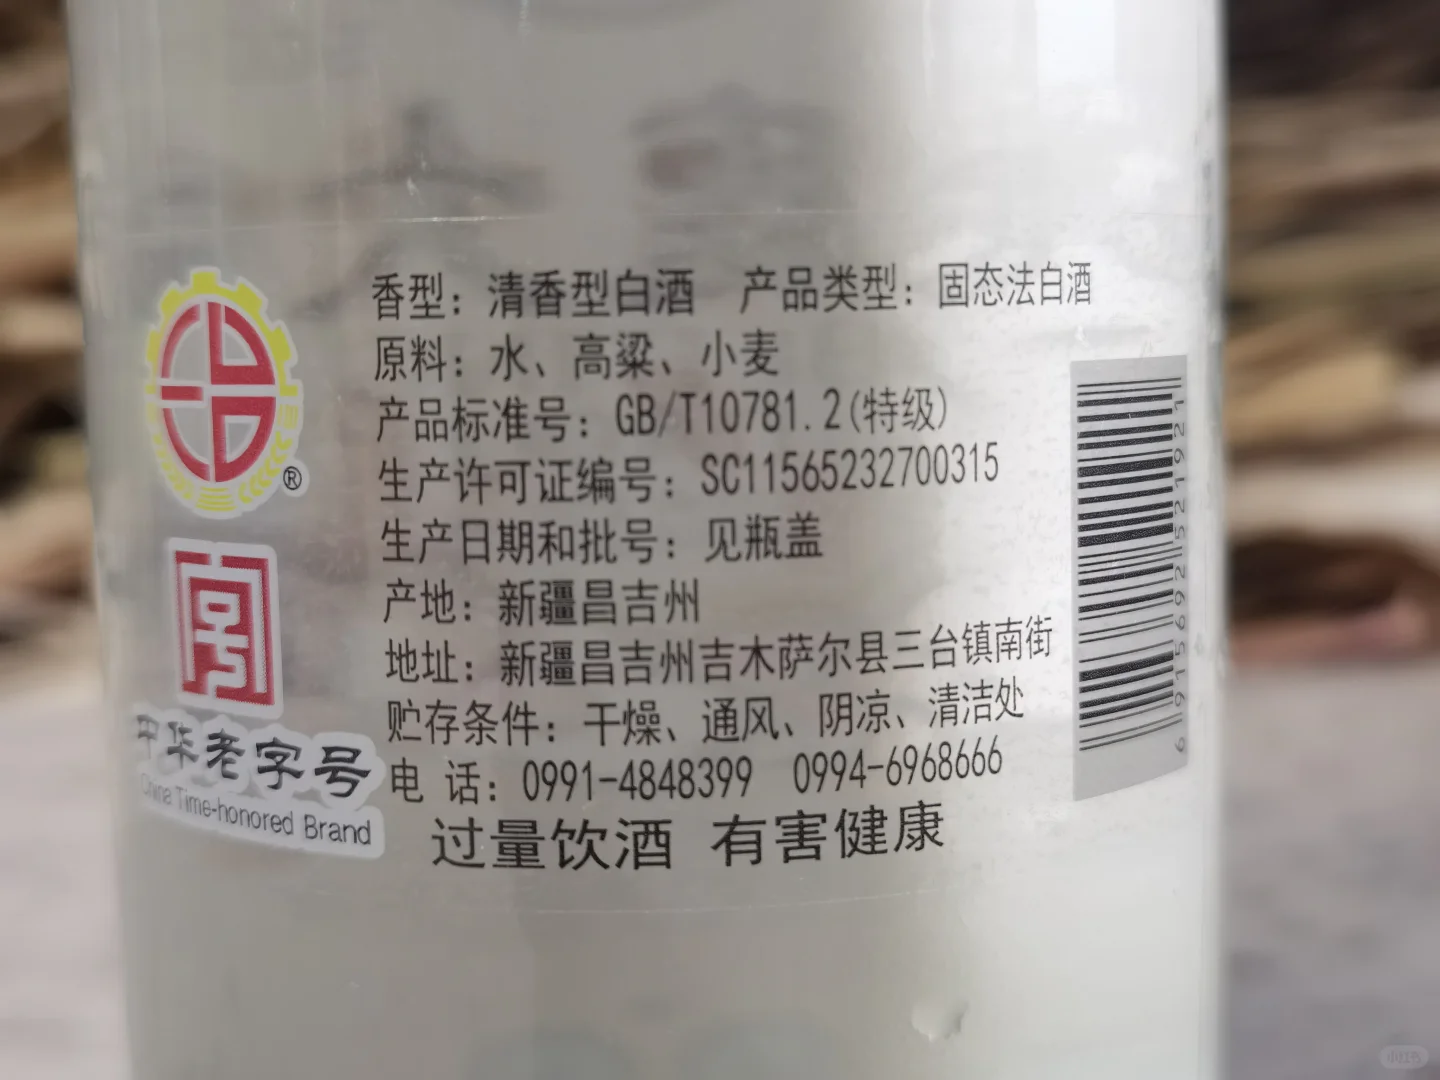 香型：清香型白酒 产品类型：固态法白酒
原料：水、高粱、小麦
产品标准号：GB/T10781.2(特级)
生产许可证编号：SC11565232700315
生产日期和批号：见瓶盖
产地：新疆昌吉州
地址：新疆昌吉州吉木萨尔县三台镇南街
贮存条件：干燥、通风、阴凉、清洁处
电 话：0991-4848399 0994-6968666
过量饮酒 有害健康
®
中华老字号
China Time-honored Brand
6915692521921
小红书